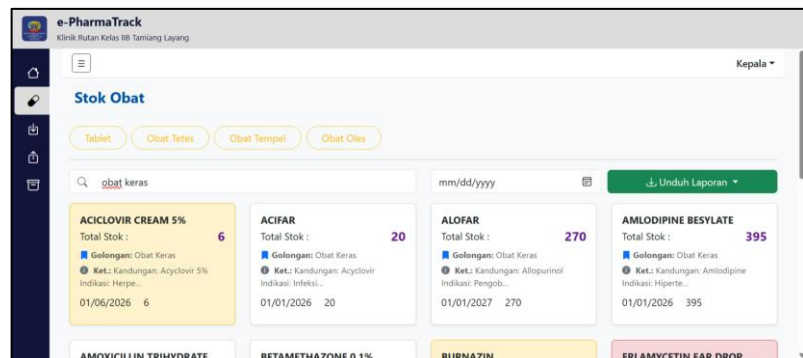 e-PharmaTrack
Klinik Rutan Kelas IIB Tamiang Layang
Kepala
Stok Obat
Tablet
Obat Tetes
Obat Tempel
Obat Oles
obat keras
mm/dd/yyyy
Unduh Laporan
ACICLOVIR CREAM 5%
Total Stok : 6
Golongan: Obat Keras
Ket.: Kandungan: Acyclovir 5%
Indikasi: Herpe...
01/06/2026 6
ACIFAR
Total Stok : 20
Golongan: Obat Keras
Ket.: Kandungan: Acyclovir
Indikasi: Infeksi...
01/01/2026 20
ALOFAR
Total Stok : 270
Golongan: Obat Keras
Ket.: Kandungan: Allopurinol
Indikasi: Pengob...
01/01/2027 270
AMLODIPINE BESYLATE
Total Stok : 395
Golongan: Obat Keras
Ket.: Kandungan: Amlodipine
Indikasi: Hiperte...
01/01/2026 395
AMOXICILLIN TRIHYDRATE
BETAMETHAZONE 0,1%
BURNAZIN
ERLAMYCETIN EAR DROP